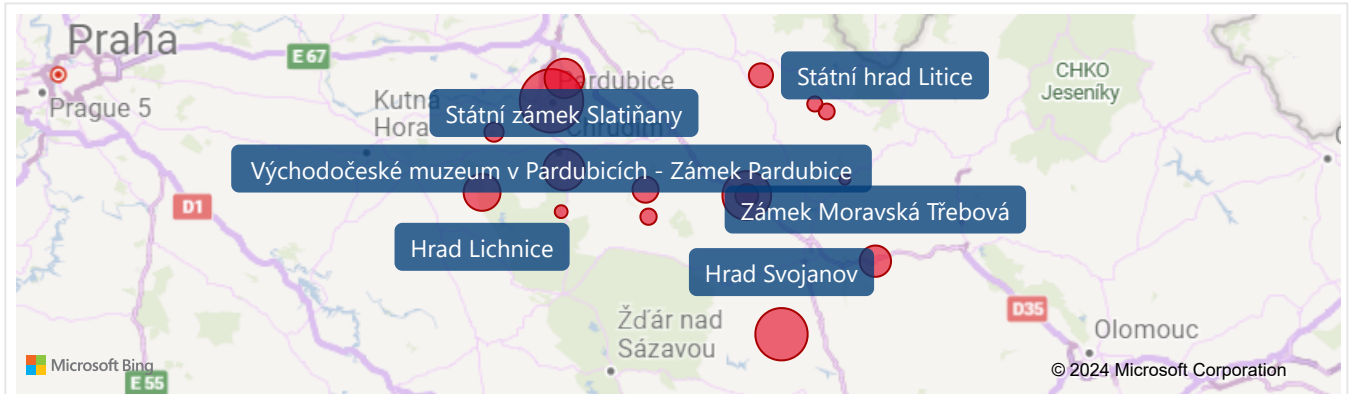 Praha
E 67
Prague 5
Kutná
Hora
Pardubice
Chrudim
Státní hrad Litice
CHKO
Jeseníky
Státní zámek Slatiňany
Východočeské muzeum v Pardubicích - Zámek Pardubice
D1
Zámek Moravská Třebová
Hrad Lichnice
Hrad Svojanov
D35
Žďár nad
Sázavou
Olomouc
Microsoft Bing
© 2024 Microsoft Corporation
E 55